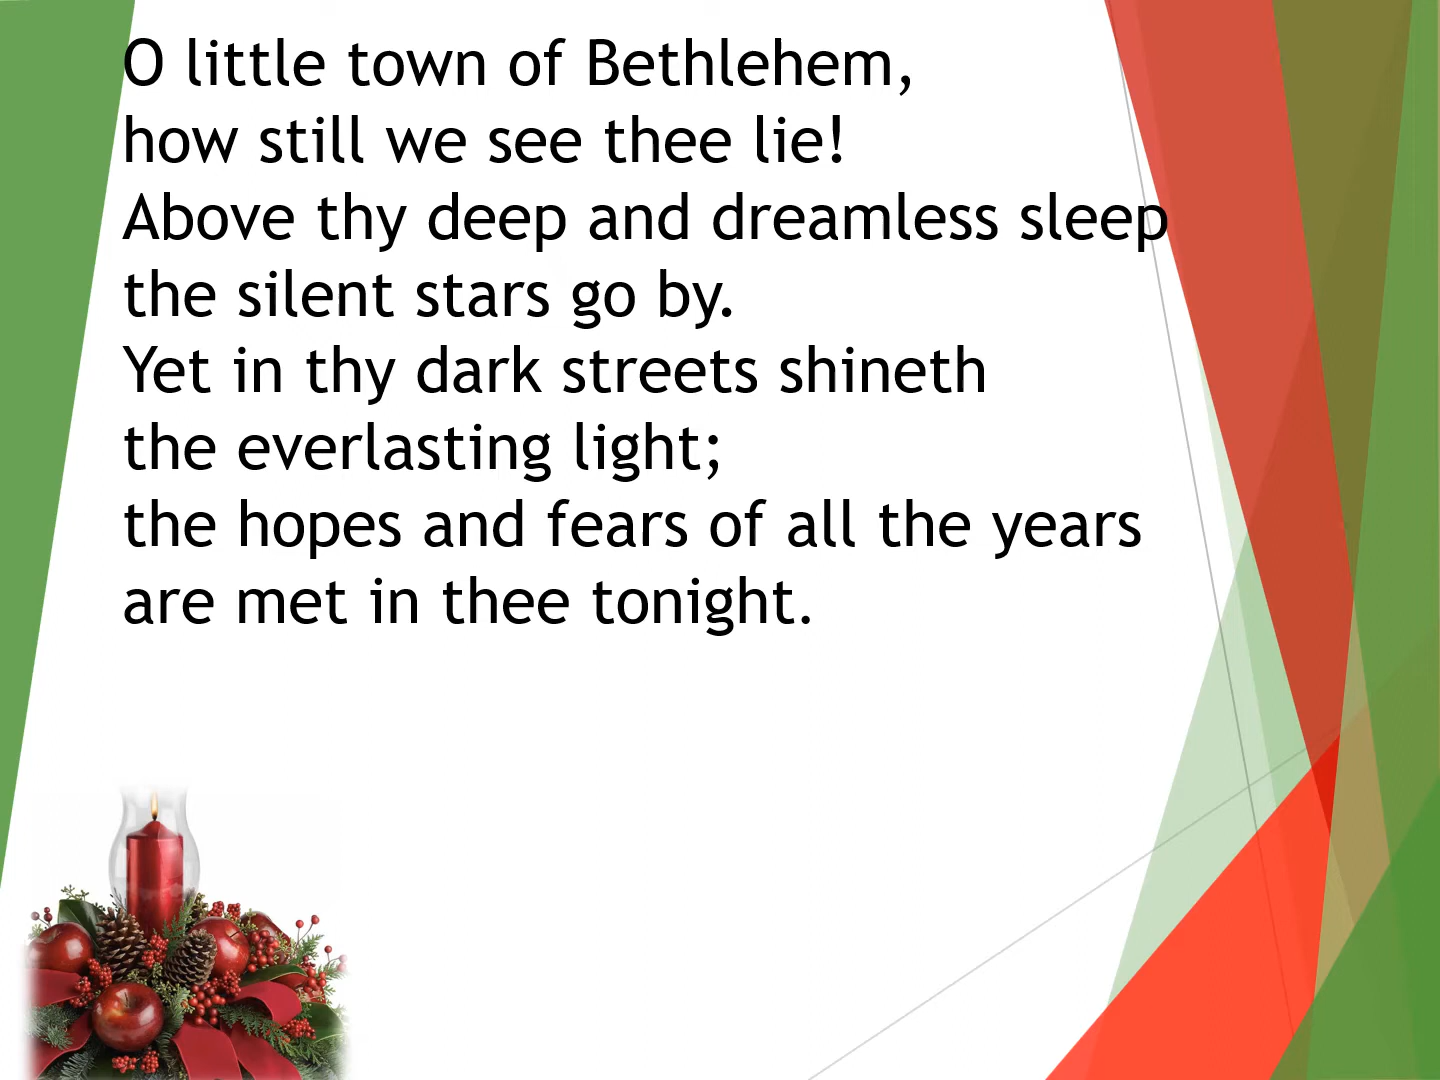 O little town of Bethlehem,
how still we see thee lie!
Above thy deep and dreamless sleep
the silent stars go by.
Yet in thy dark streets shineth
the everlasting light;
the hopes and fears of all the years
are met in thee tonight.